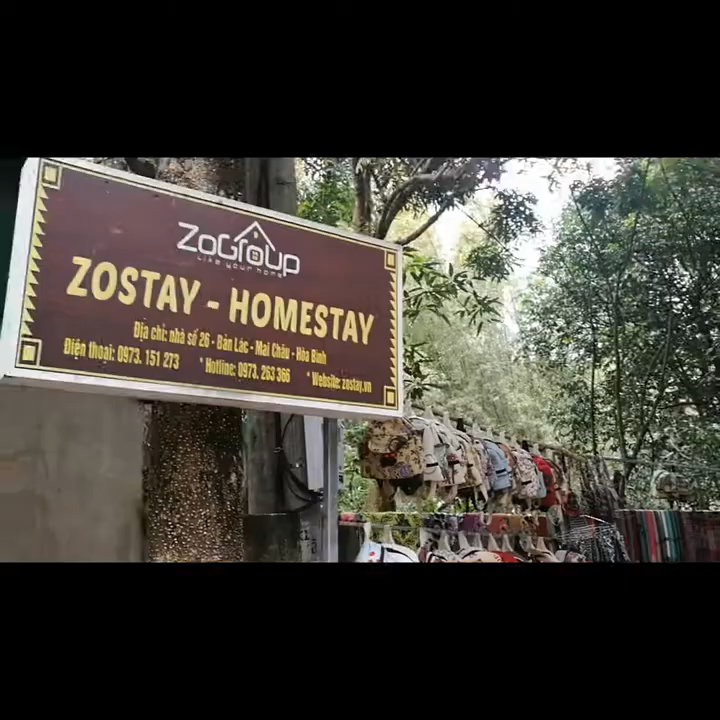 ZOGROUP
Like your home
ZOSTAY - HOMESTAY
Địa chỉ: nhà số 26 - Bản Lác - Mai Châu - Hòa Bình
Điện thoại: 0973. 151 273 * Hotline: 0973. 263 366 * Website: zostay.vn